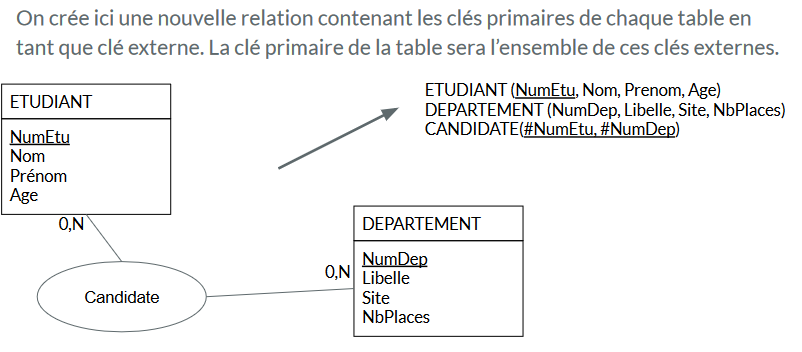 On crée ici une nouvelle relation contenant les clés primaires de chaque table en
tant que clé externe. La clé primaire de la table sera l'ensemble de ces clés externes.
ETUDIANT (NumEtu, Nom, Prenom, Age)
DEPARTEMENT (NumDep, Libelle, Site, NbPlaces)
CANDIDATE(#NumEtu, #NumDep)
ETUDIANT
NumEtu
Nom
Prénom
Age
0,N
Candidate
0,N
DEPARTEMENT
NumDep
Libelle
Site
NbPlaces